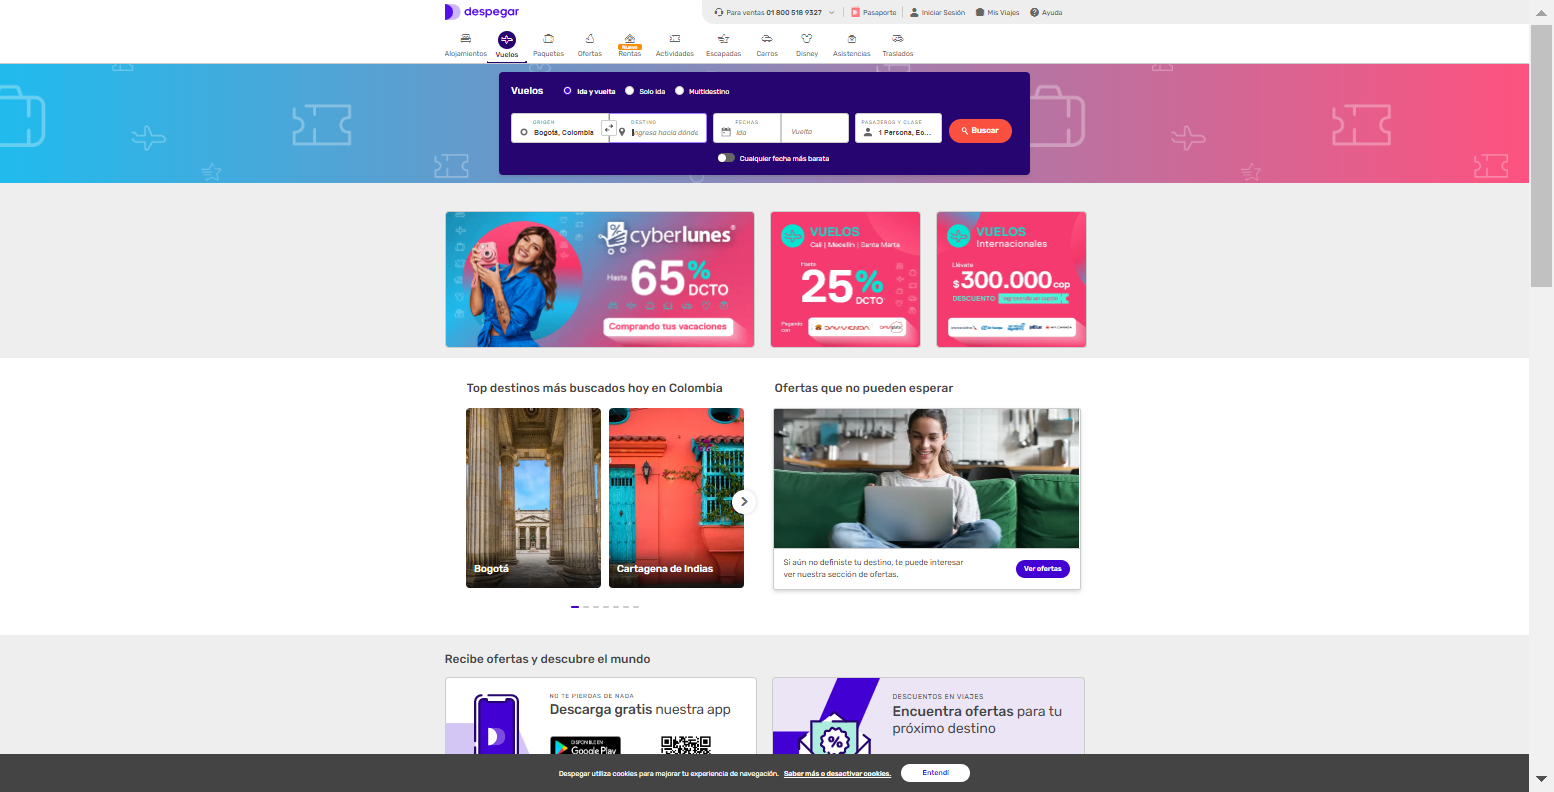 despegar
Para ventas 01 800 518 9327
Pasaporte
Iniciar Sesión
Mis Viajes
Ayuda
Alojamientos
Vuelos
Paquetes
Ofertas
Nuevo
Rentas
Actividades
Escapadas
Carros
Disney
Asistencias
Traslados
Vuelos
Ida y vuelta
Solo ida
Multidestino
ORIGEN
Bogotá, Colombia
DESTINO
Ingresa hacia dónde
FECHAS
Ida
Vuelta
PASAJEROS Y CLASE
1 Persona, Eo...
Buscar
Cualquier fecha más barata
cyberlunes®
Hasta 65% DCTO
Comprando tus vacaciones
VUELOS
Cali | Medellín | Santa Marta
Hasta
25% DCTO
Pagando con
DAVIVIENDA
VUELOS
Internacionales
Llévate
$300.000 cop
DESCUENTO ingresando un cupón
Top destinos más buscados hoy en Colombia
Bogotá
Cartagena de Indias
Ofertas que no pueden esperar
Si aún no definiste tu destino, te puede interesar
ver nuestra sección de ofertas.
Ver ofertas
Recibe ofertas y descubre el mundo
NO TE PIERDAS DE NADA
Descarga gratis nuestra app
DISPONIBLE EN
Google Play
DESCUENTOS EN VIAJES
Encuentra ofertas para tu
próximo destino
Despegar utiliza cookies para mejorar tu experiencia de navegación. Saber más o desactivar cookies.
Entendí